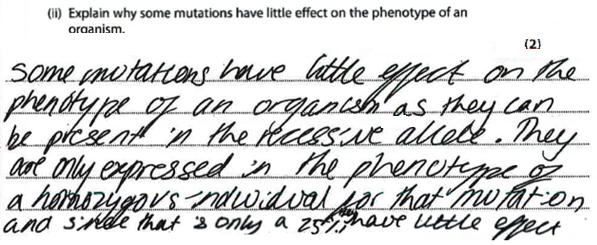 (ii) Explain why some mutations have little effect on the phenotype of an
organism.
(2)
some mutations have little effect on the
phenotype of an organism as they can
be present in the recessive allele. They
are only expressed in the phenotype of
a homozygous individual for that mutation
and since that is only a 25% they have little effect